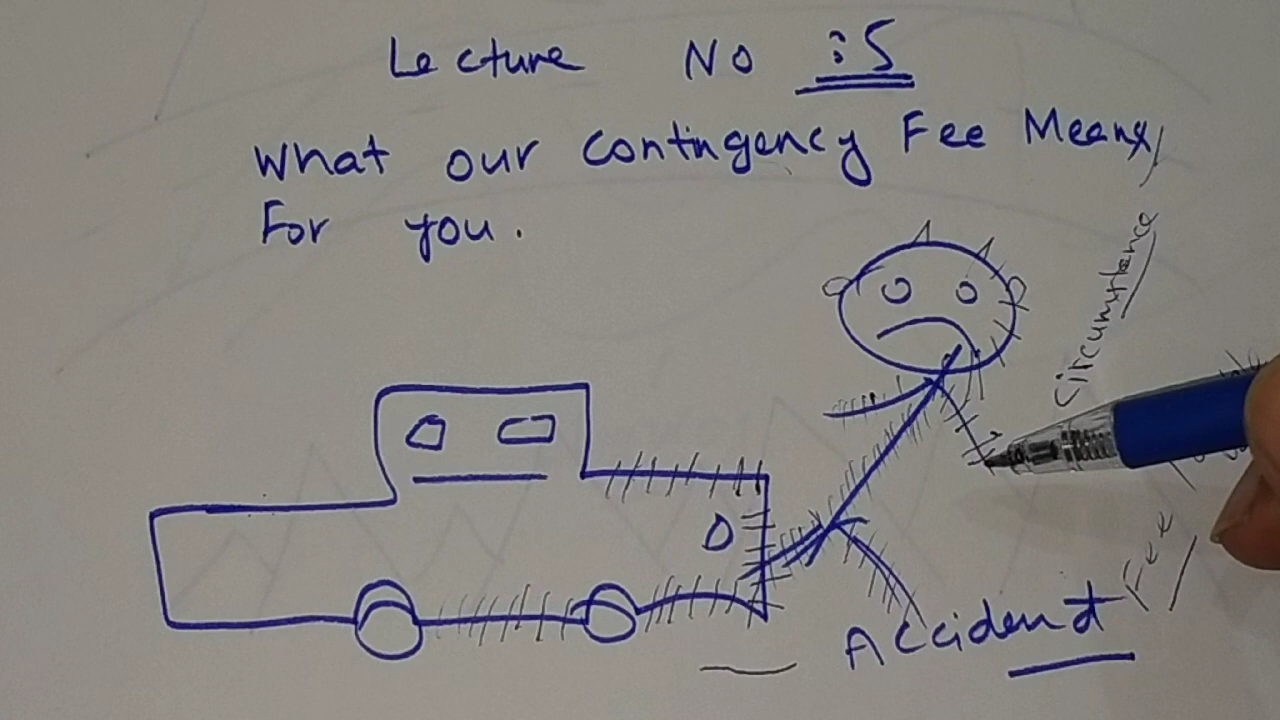 Lecture No :5
What our Contingency Fee Means
For you.
Circumstance
Fee
Accident